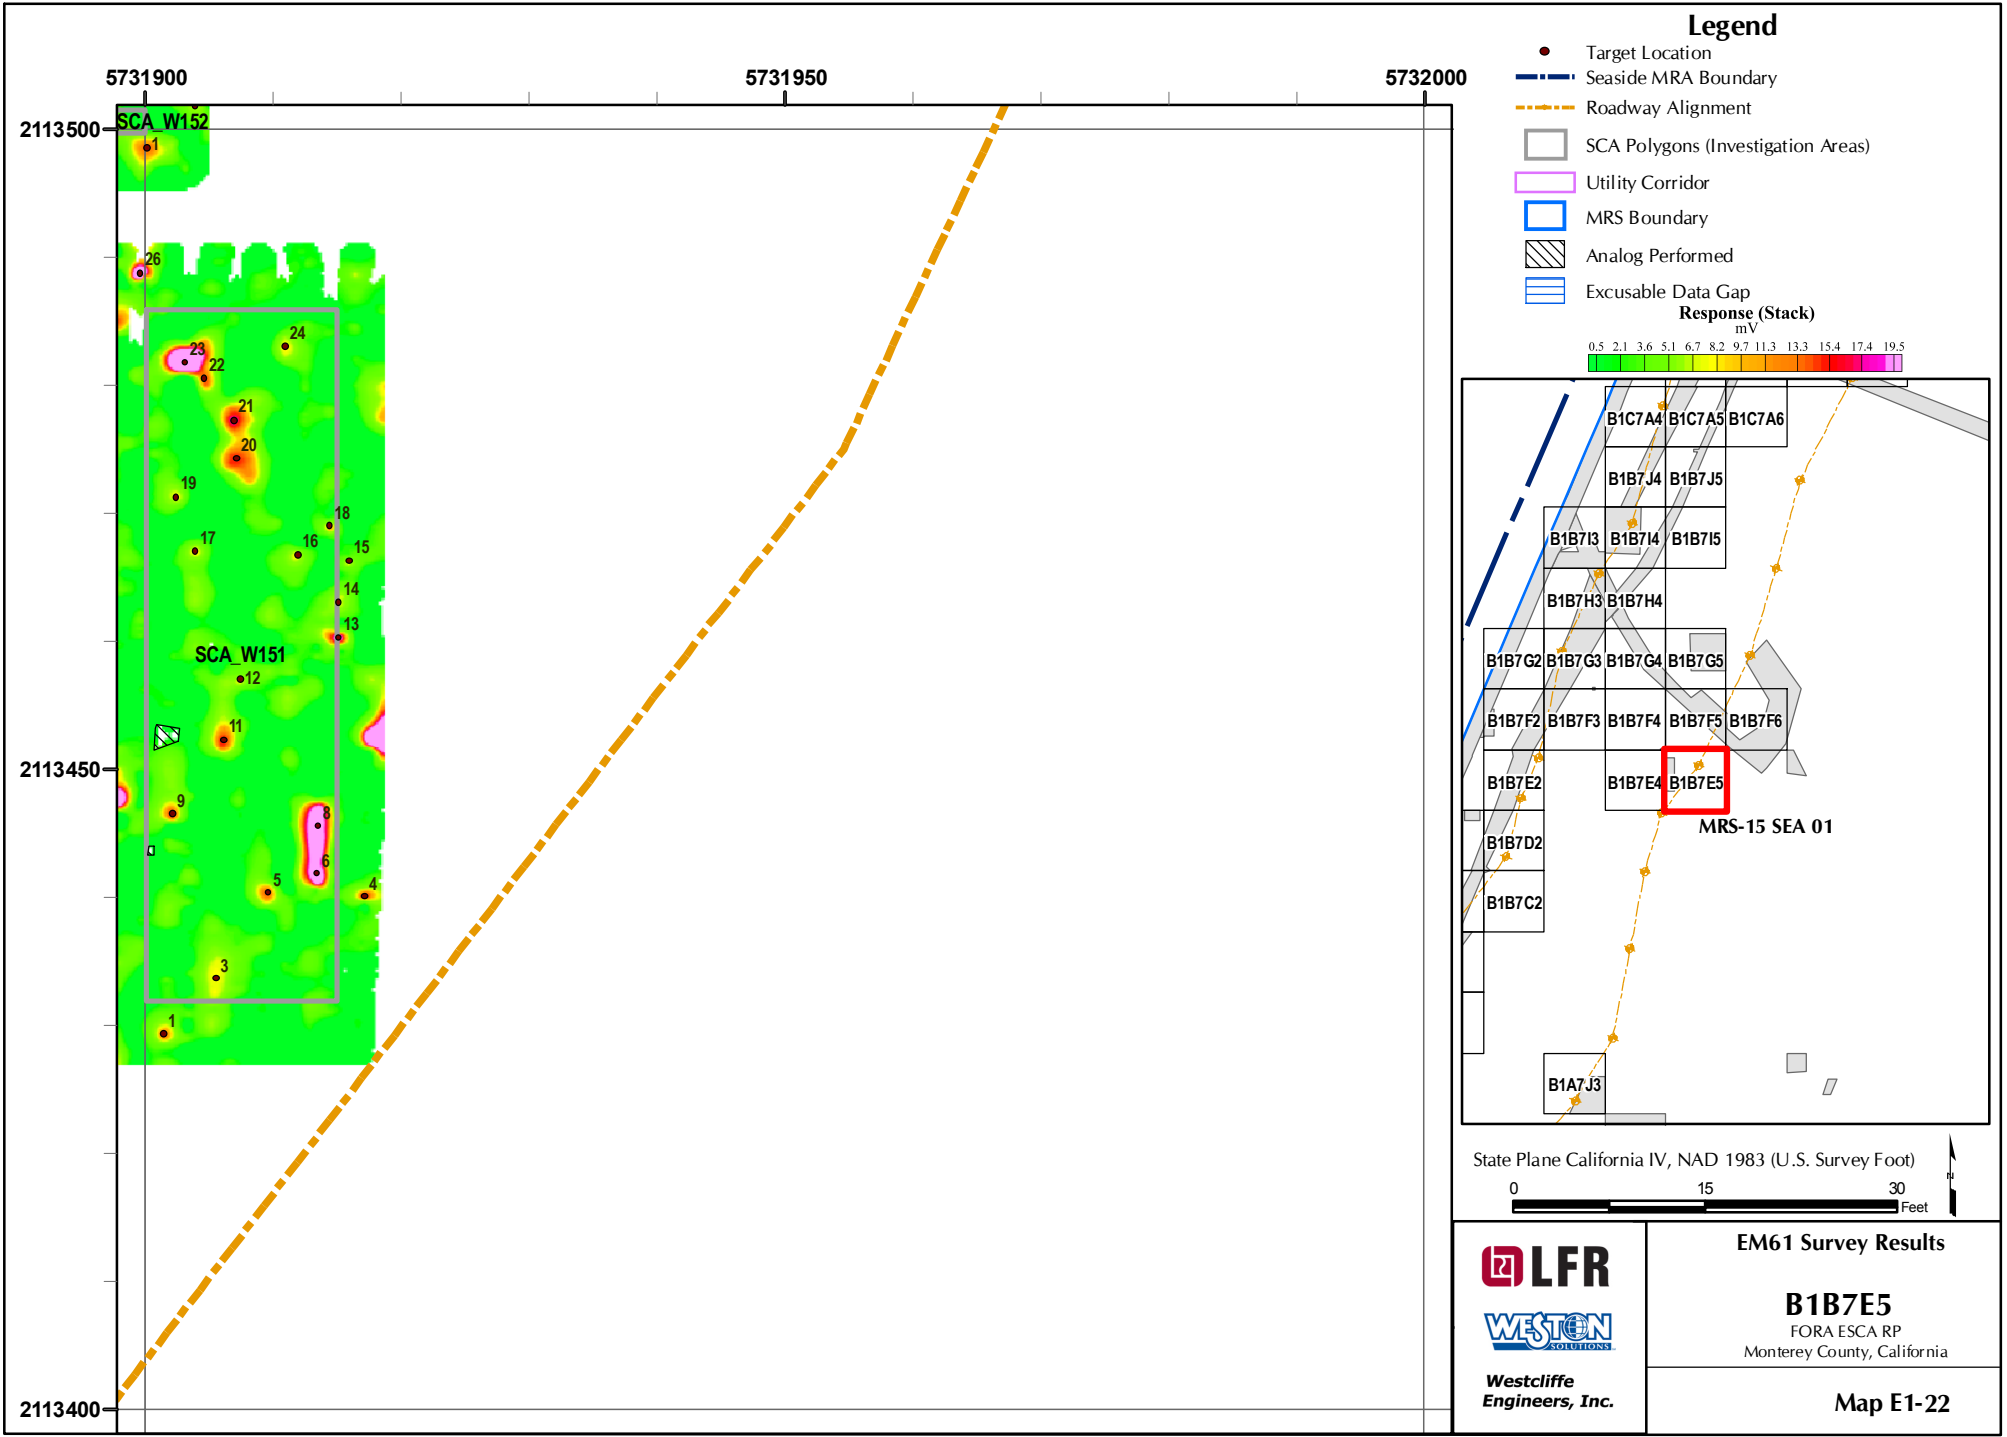 5731900
5731950
5732000
2113500
2113450
2113400
SCA_W152
1
26
24
23
22
21
20
19
18
17
16
15
14
13
SCA_W151
12
11
9
8
6
5
4
3
1
Legend
Target Location
Seaside MRA Boundary
Roadway Alignment
SCA Polygons (Investigation Areas)
Utility Corridor
MRS Boundary
Analog Performed
Excusable Data Gap
Response (Stack)
mV
0.5 2.1 3.6 5.1 6.7 8.2 9.7 11.3 13.3 15.4 17.4 19.5
B1C7A4 B1C7A5 B1C7A6
B1B7J4 B1B7J5
B1B7I3 B1B7I4 B1B7I5
B1B7H3 B1B7H4
B1B7G2 B1B7G3 B1B7G4 B1B7G5
B1B7F2 B1B7F3 B1B7F4 B1B7F5 B1B7F6
B1B7E2 B1B7E4 B1B7E5
MRS-15 SEA 01
B1B7D2
B1B7C2
B1A7J3
State Plane California IV, NAD 1983 (U.S. Survey Foot)
0 15 30
Feet
N
LFR
WESTON
SOLUTIONS
Westcliffe
Engineers, Inc.
EM61 Survey Results
B1B7E5
FORA ESCA RP
Monterey County, California
Map E1-22